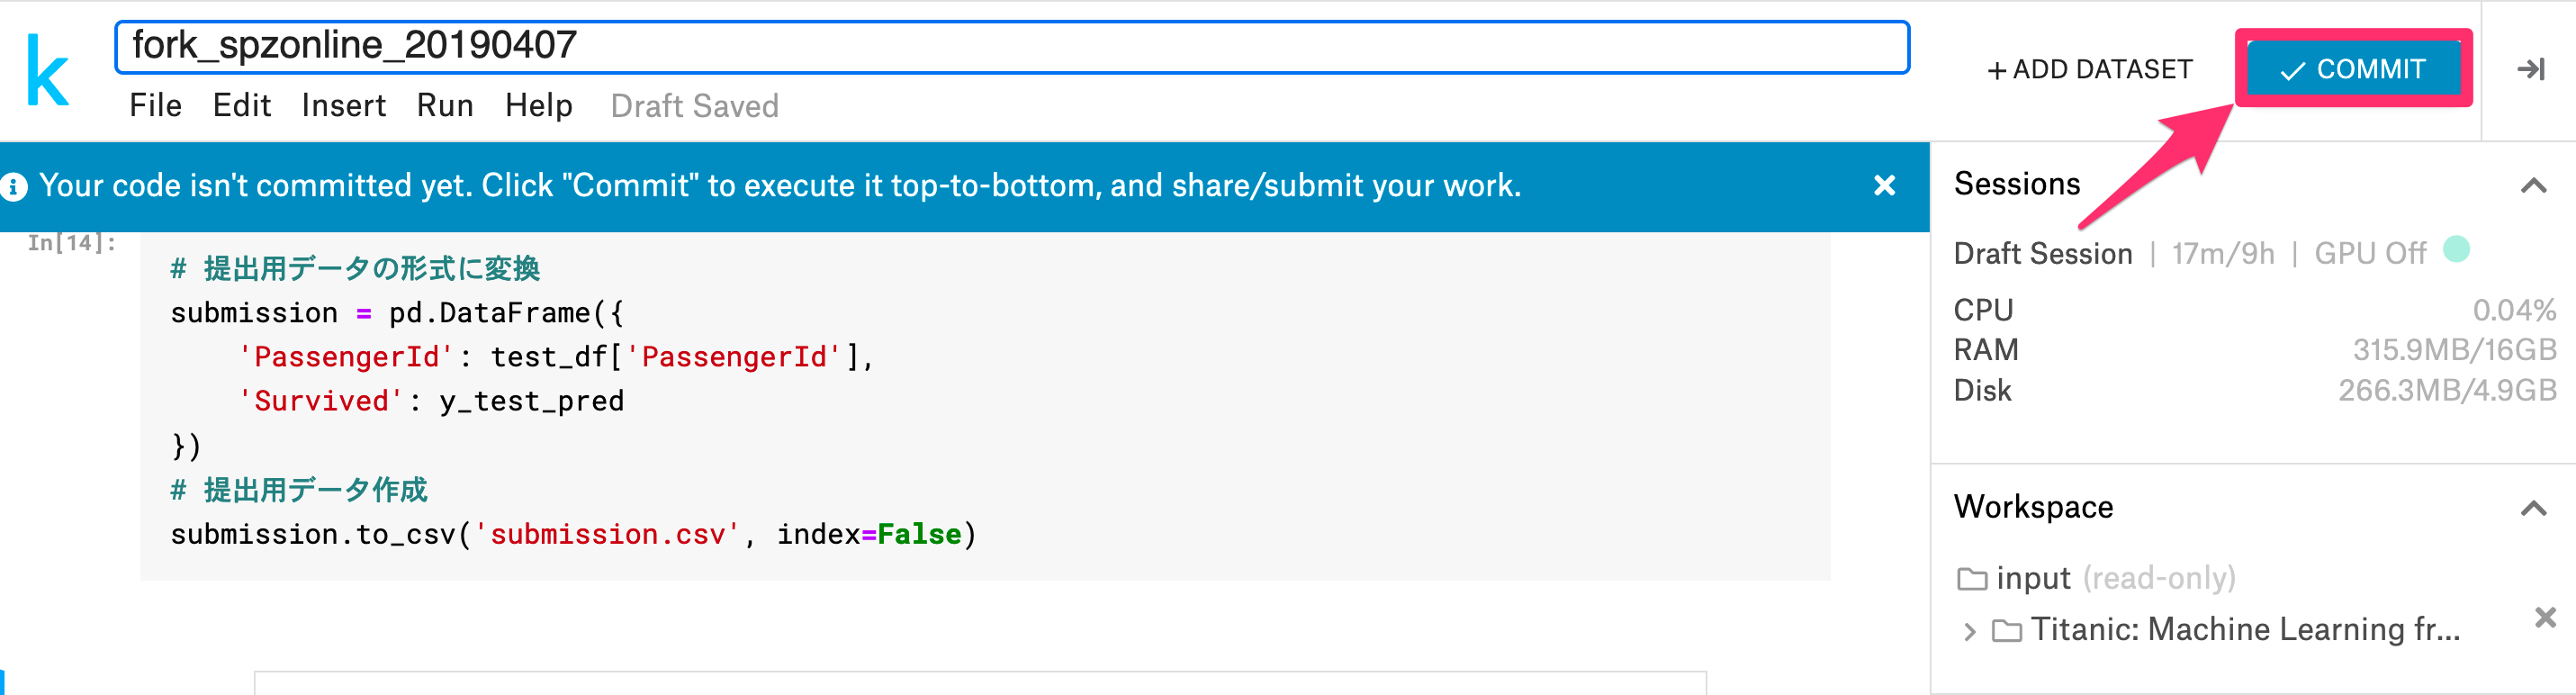 k
fork_spzonline_20190407
File Edit Insert Run Help Draft Saved
+ ADD DATASET
✓ COMMIT
Your code isn't committed yet. Click "Commit" to execute it top-to-bottom, and share/submit your work.
In[14]:
# 提出用データの形式に変換
submission = pd.DataFrame({
    'PassengerId': test_df['PassengerId'],
    'Survived': y_test_pred
})
# 提出用データ作成
submission.to_csv('submission.csv', index=False)
Sessions
Draft Session | 17m/9h | GPU Off
CPU 0.04%
RAM 315.9MB/16GB
Disk 266.3MB/4.9GB
Workspace
input (read-only)
Titanic: Machine Learning fr...